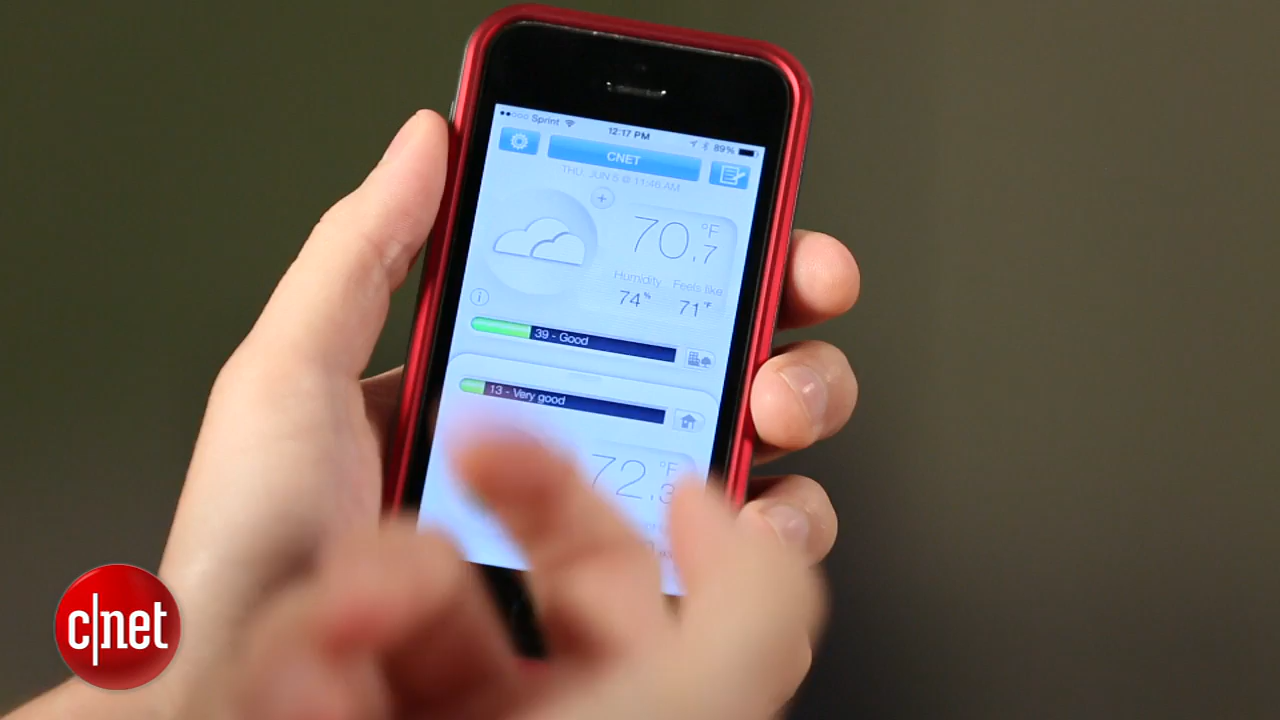 Sprint 12:17 PM 89%
CNET
THU, JUN 5 @ 11:46 AM
70.7 °F
Humidity Feels like
74% 71°F
39 - Good
13 - Very good
72.3 °F
c|net